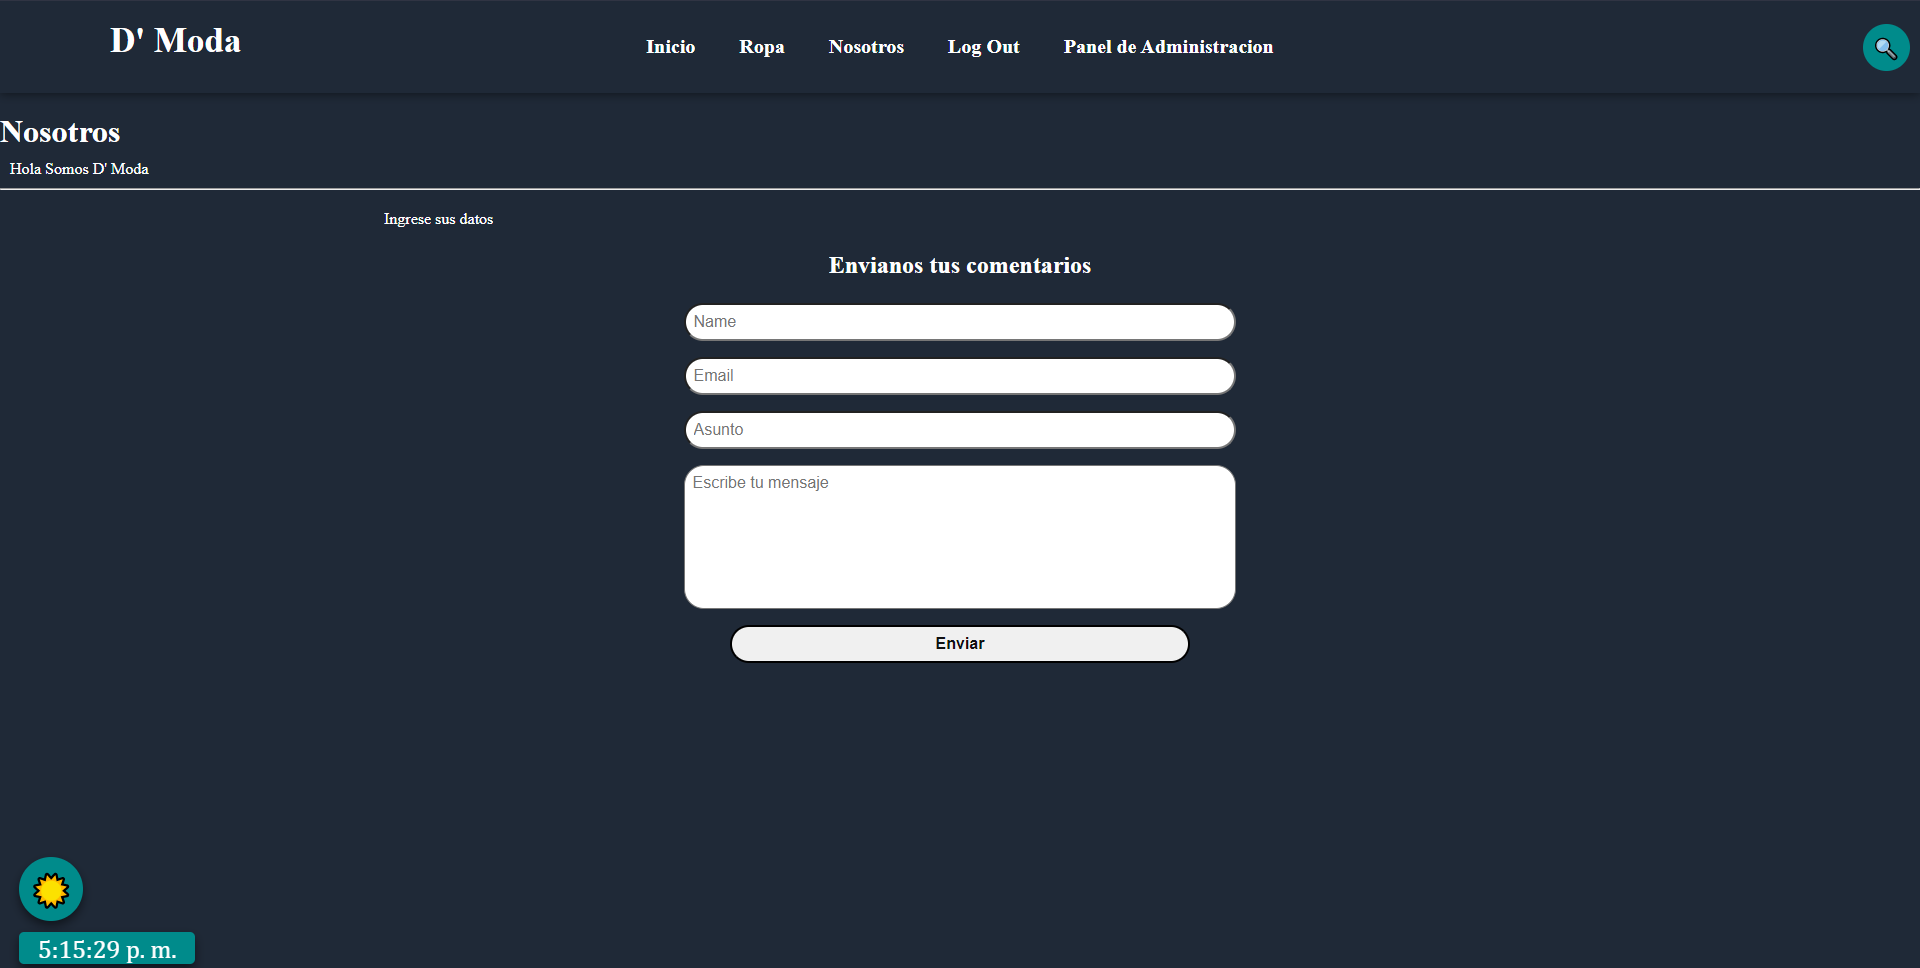 D' Moda
Inicio Ropa Nosotros Log Out Panel de Administracion
Nosotros
Hola Somos D' Moda
Ingrese sus datos
Envianos tus comentarios
Name
Email
Asunto
Escribe tu mensaje
Enviar
5:15:29 p. m.